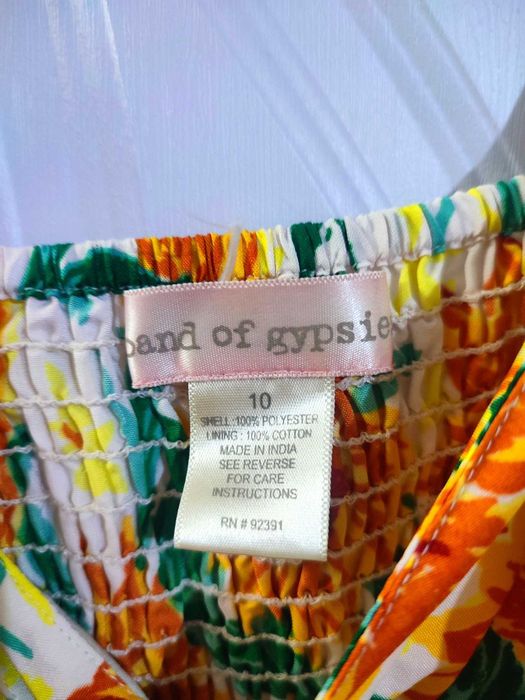 band of gypsies
10
SHELL: 100% POLYESTER
LINING: 100% COTTON
MADE IN INDIA
SEE REVERSE
FOR CARE
INSTRUCTIONS
RN # 92391